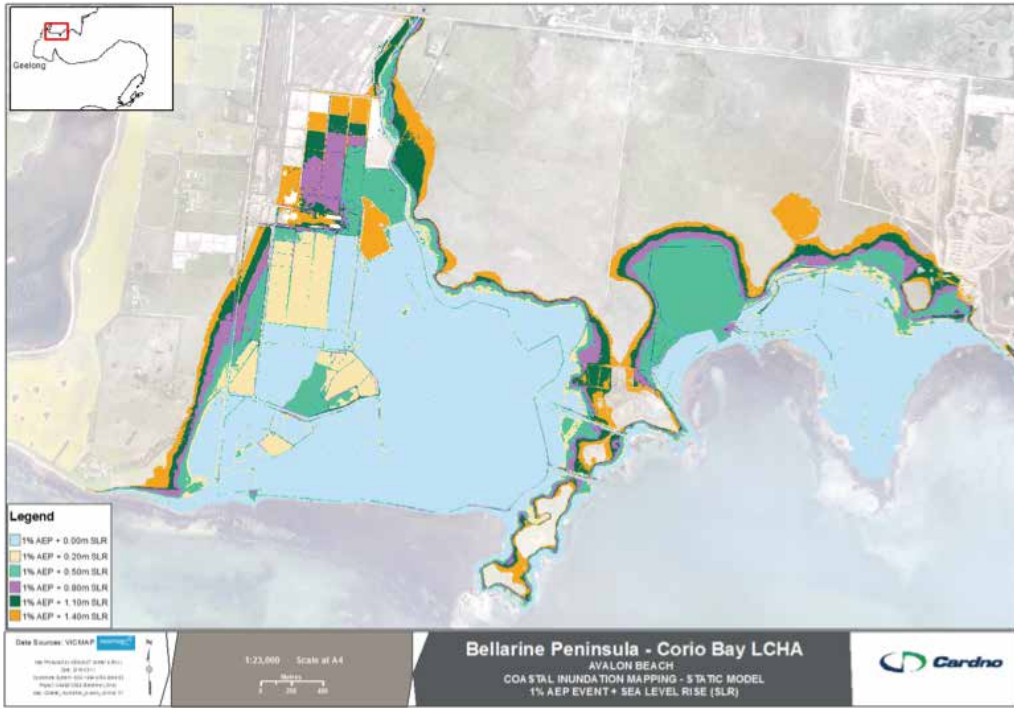 Geelong
Legend
1% AEP + 0.00m SLR
1% AEP + 0.20m SLR
1% AEP + 0.50m SLR
1% AEP + 0.80m SLR
1% AEP + 1.10m SLR
1% AEP + 1.40m SLR
Data Sources: VICMAP
1:23,000 Scale at A4
Metres
0 200 400
Bellarine Peninsula - Corio Bay LCHA
AVALON BEACH
COASTAL INUNDATION MAPPING - STATIC MODEL
1% AEP EVENT + SEA LEVEL RISE (SLR)
Cardno